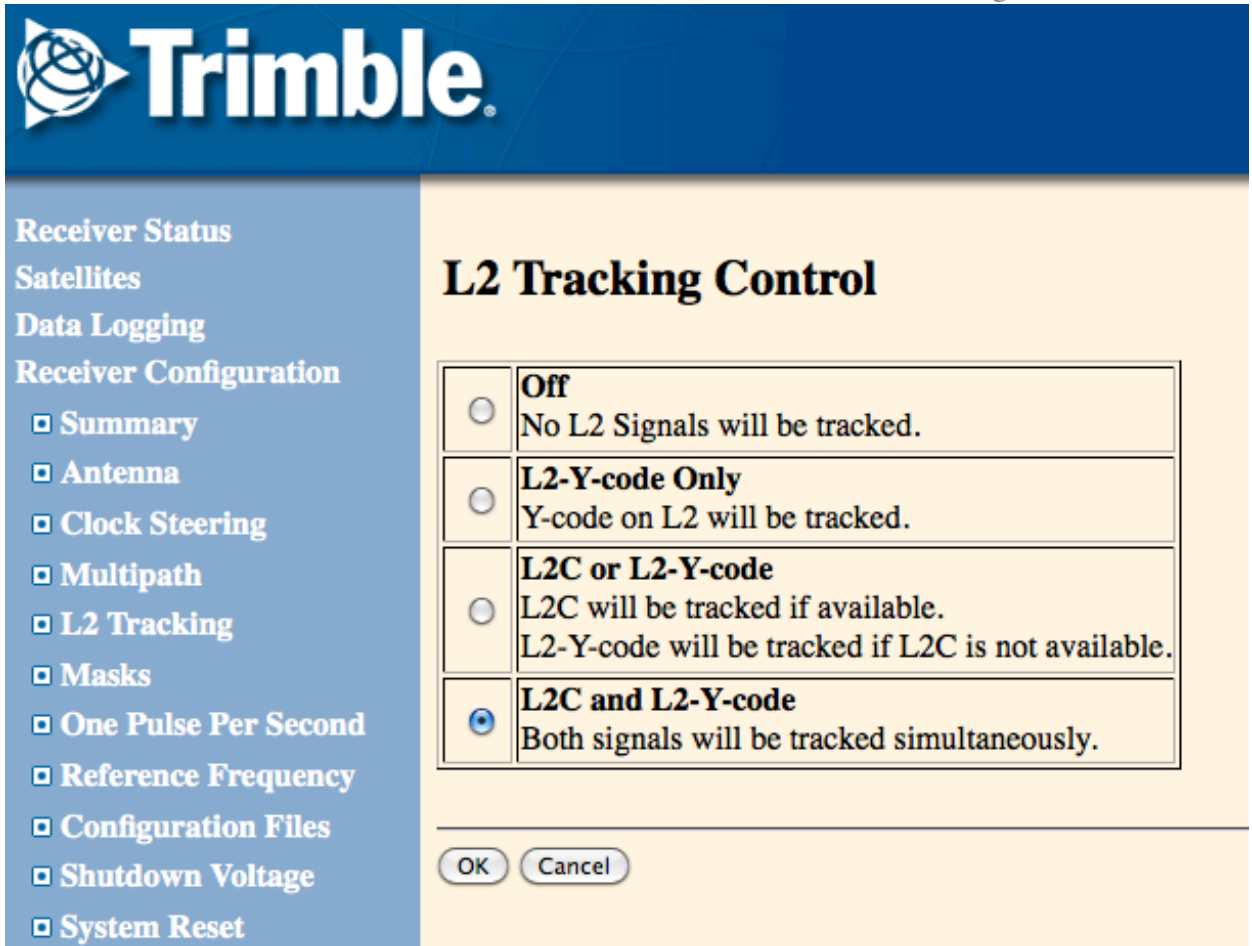 Trimble.
Receiver Status
Satellites
Data Logging
Receiver Configuration
Summary
Antenna
Clock Steering
Multipath
L2 Tracking
Masks
One Pulse Per Second
Reference Frequency
Configuration Files
Shutdown Voltage
System Reset
L2 Tracking Control
Off
No L2 Signals will be tracked.
L2-Y-code Only
Y-code on L2 will be tracked.
L2C or L2-Y-code
L2C will be tracked if available.
L2-Y-code will be tracked if L2C is not available.
L2C and L2-Y-code
Both signals will be tracked simultaneously.
OK Cancel